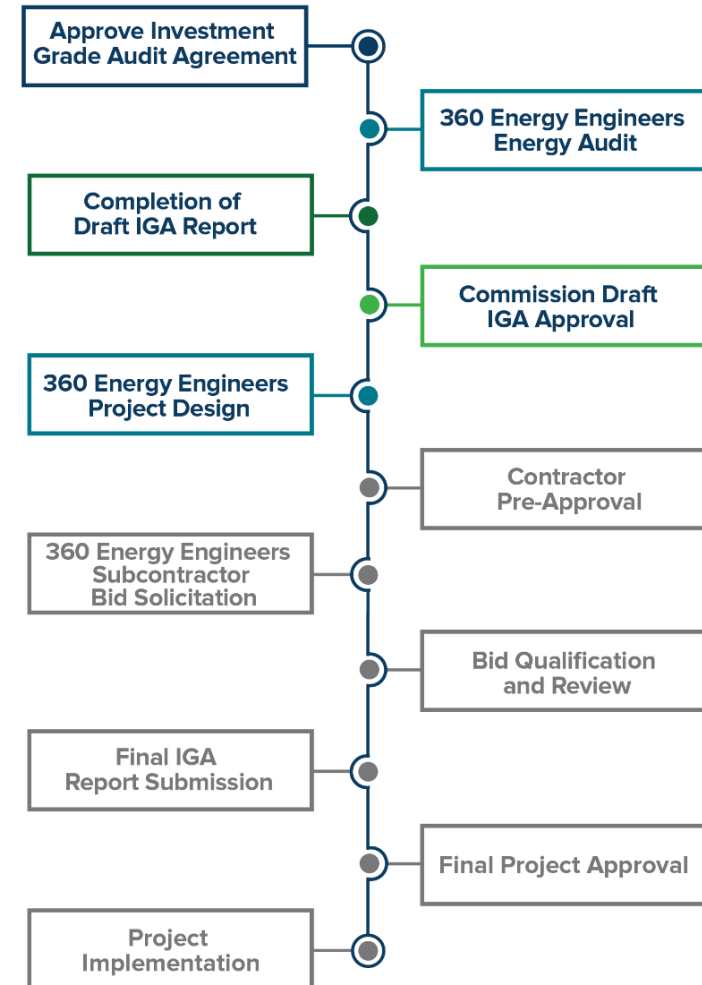 Approve Investment
Grade Audit Agreement
360 Energy Engineers
Energy Audit
Completion of
Draft IGA Report
Commission Draft
IGA Approval
360 Energy Engineers
Project Design
Contractor
Pre-Approval
360 Energy Engineers
Subcontractor
Bid Solicitation
Bid Qualification
and Review
Final IGA
Report Submission
Final Project Approval
Project
Implementation